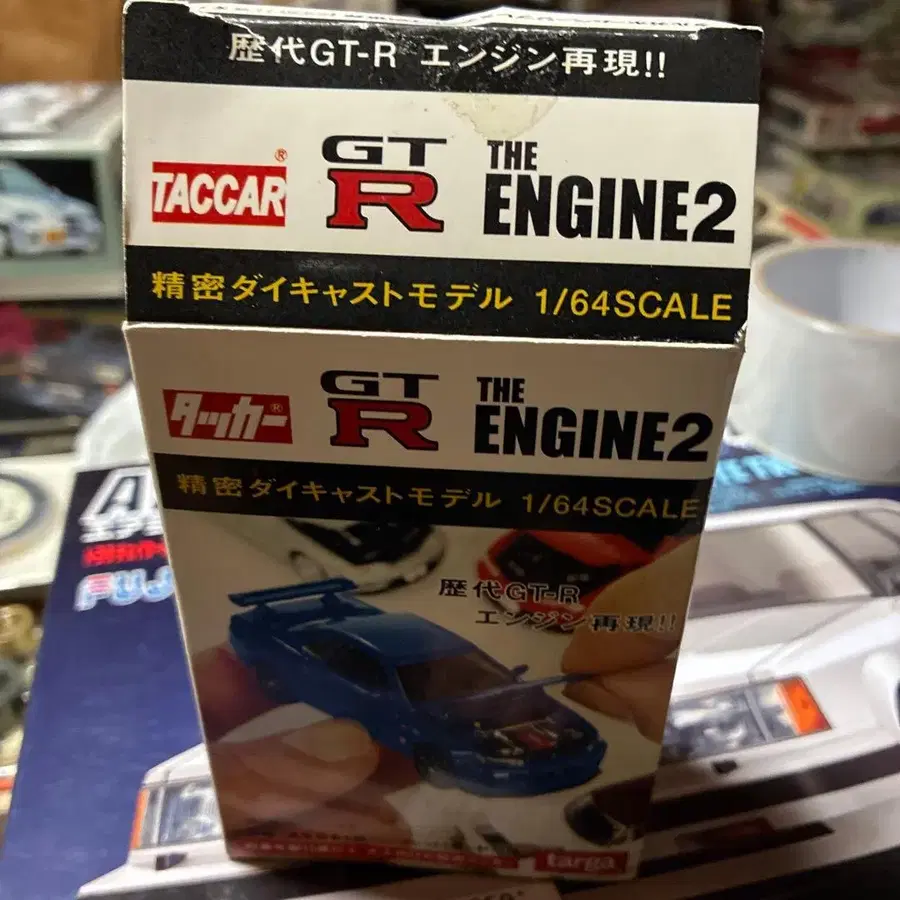 歴代GT-R エンジン再現!!
TACCAR®
GT
R
THE
ENGINE2
精密ダイキャストモデル 1/64SCALE
タッカー®
GT
R
THE
ENGINE2
精密ダイキャストモデル 1/64SCALE
歴代GT-R
エンジン再現!!
targa
FUJ